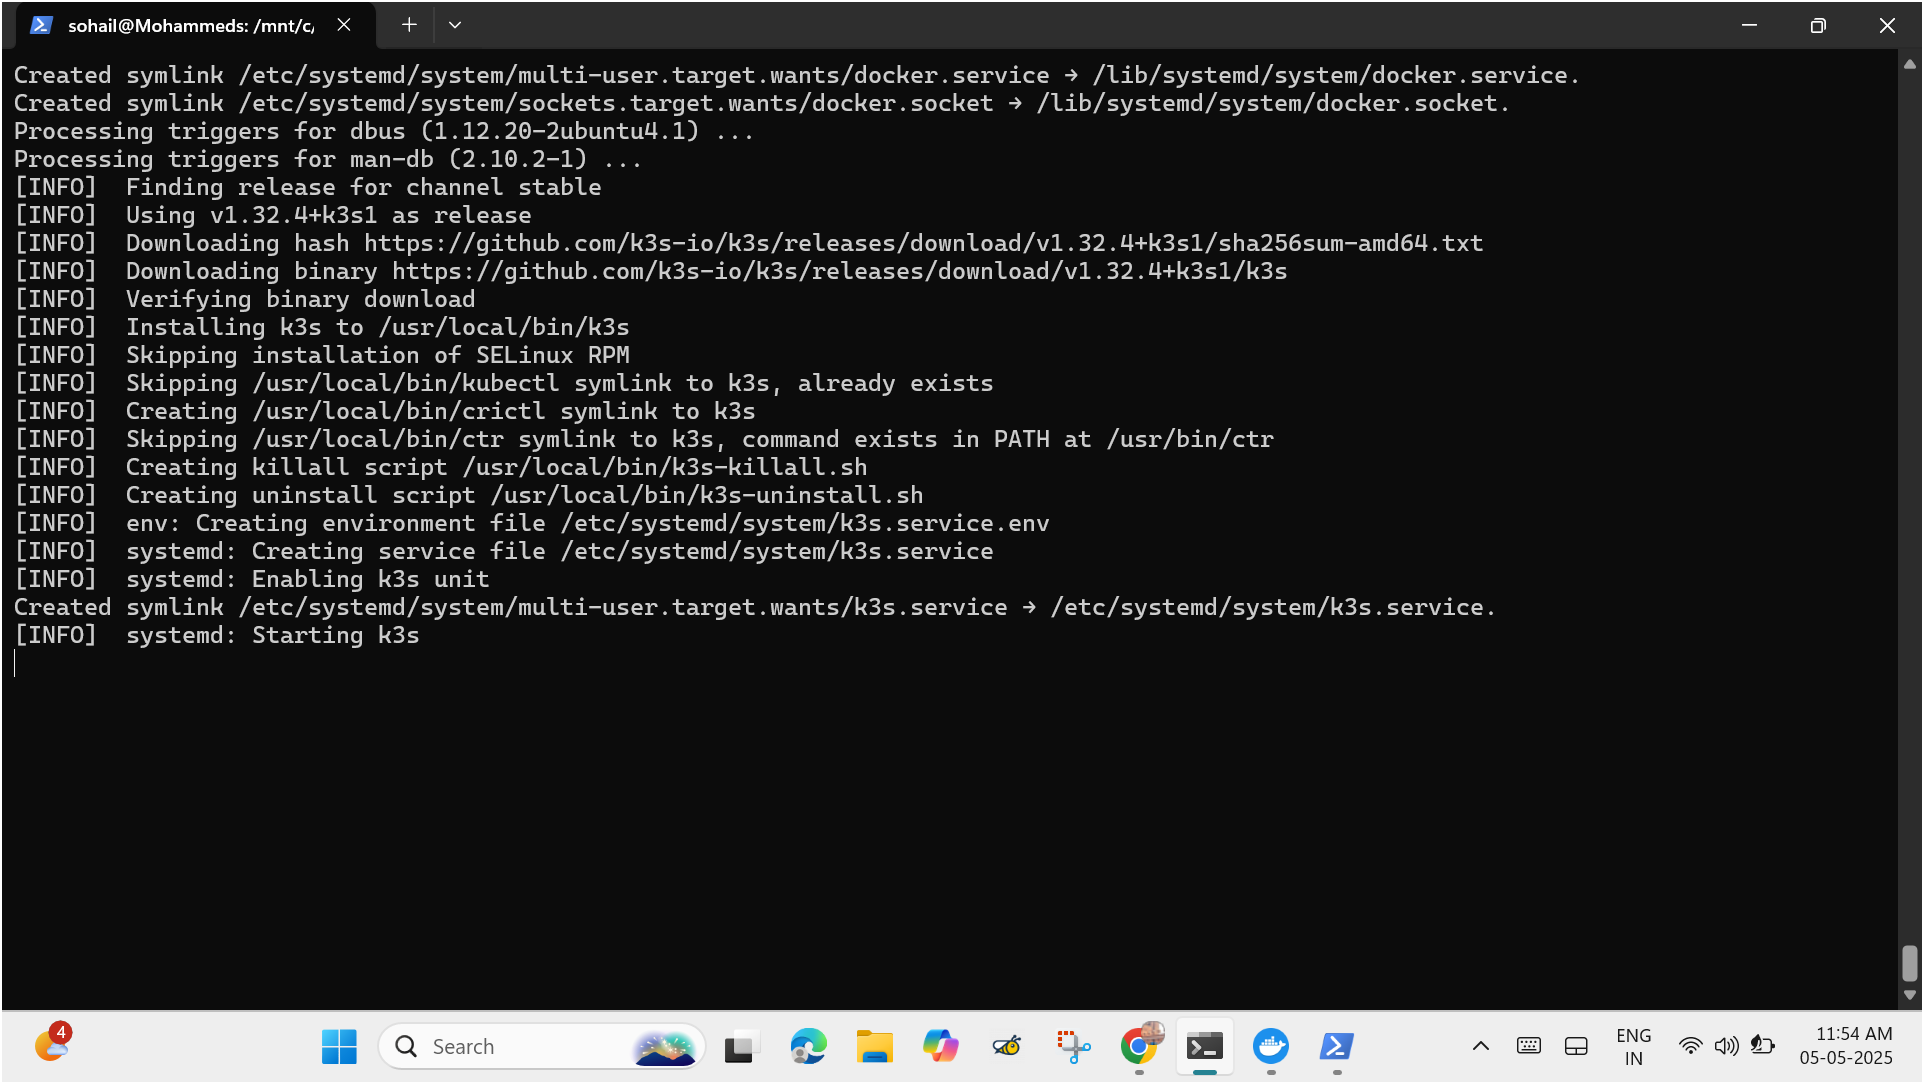 sohail@Mohammeds: /mnt/c/
Created symlink /etc/systemd/system/multi-user.target.wants/docker.service → /lib/systemd/system/docker.service.
Created symlink /etc/systemd/system/sockets.target.wants/docker.socket → /lib/systemd/system/docker.socket.
Processing triggers for dbus (1.12.20-2ubuntu4.1) ...
Processing triggers for man-db (2.10.2-1) ...
[INFO]  Finding release for channel stable
[INFO]  Using v1.32.4+k3s1 as release
[INFO]  Downloading hash https://github.com/k3s-io/k3s/releases/download/v1.32.4+k3s1/sha256sum-amd64.txt
[INFO]  Downloading binary https://github.com/k3s-io/k3s/releases/download/v1.32.4+k3s1/k3s
[INFO]  Verifying binary download
[INFO]  Installing k3s to /usr/local/bin/k3s
[INFO]  Skipping installation of SELinux RPM
[INFO]  Skipping /usr/local/bin/kubectl symlink to k3s, already exists
[INFO]  Creating /usr/local/bin/crictl symlink to k3s
[INFO]  Skipping /usr/local/bin/ctr symlink to k3s, command exists in PATH at /usr/bin/ctr
[INFO]  Creating killall script /usr/local/bin/k3s-killall.sh
[INFO]  Creating uninstall script /usr/local/bin/k3s-uninstall.sh
[INFO]  env: Creating environment file /etc/systemd/system/k3s.service.env
[INFO]  systemd: Creating service file /etc/systemd/system/k3s.service
[INFO]  systemd: Enabling k3s unit
Created symlink /etc/systemd/system/multi-user.target.wants/k3s.service → /etc/systemd/system/k3s.service.
[INFO]  systemd: Starting k3s
4
Search
ENG
IN
11:54 AM
05-05-2025